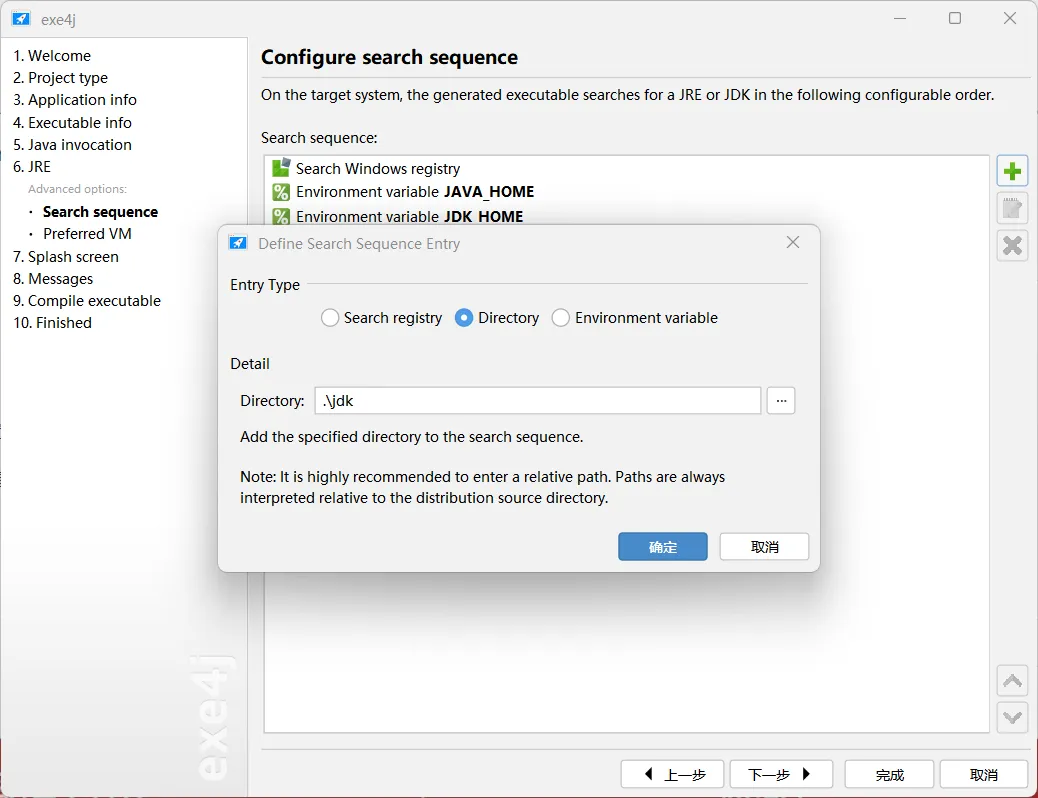 exe4j
1. Welcome
2. Project type
3. Application info
4. Executable info
5. Java invocation
6. JRE
Advanced options:
· Search sequence
· Preferred VM
7. Splash screen
8. Messages
9. Compile executable
10. Finished
exe4j
Configure search sequence
On the target system, the generated executable searches for a JRE or JDK in the following configurable order.
Search sequence:
Search Windows registry
Environment variable JAVA_HOME
Environment variable JDK_HOME
Define Search Sequence Entry
Entry Type
Search registry Directory Environment variable
Detail
Directory: .\jdk ...
Add the specified directory to the search sequence.
Note: It is highly recommended to enter a relative path. Paths are always
interpreted relative to the distribution source directory.
确定 取消
上一步 下一步 完成 取消